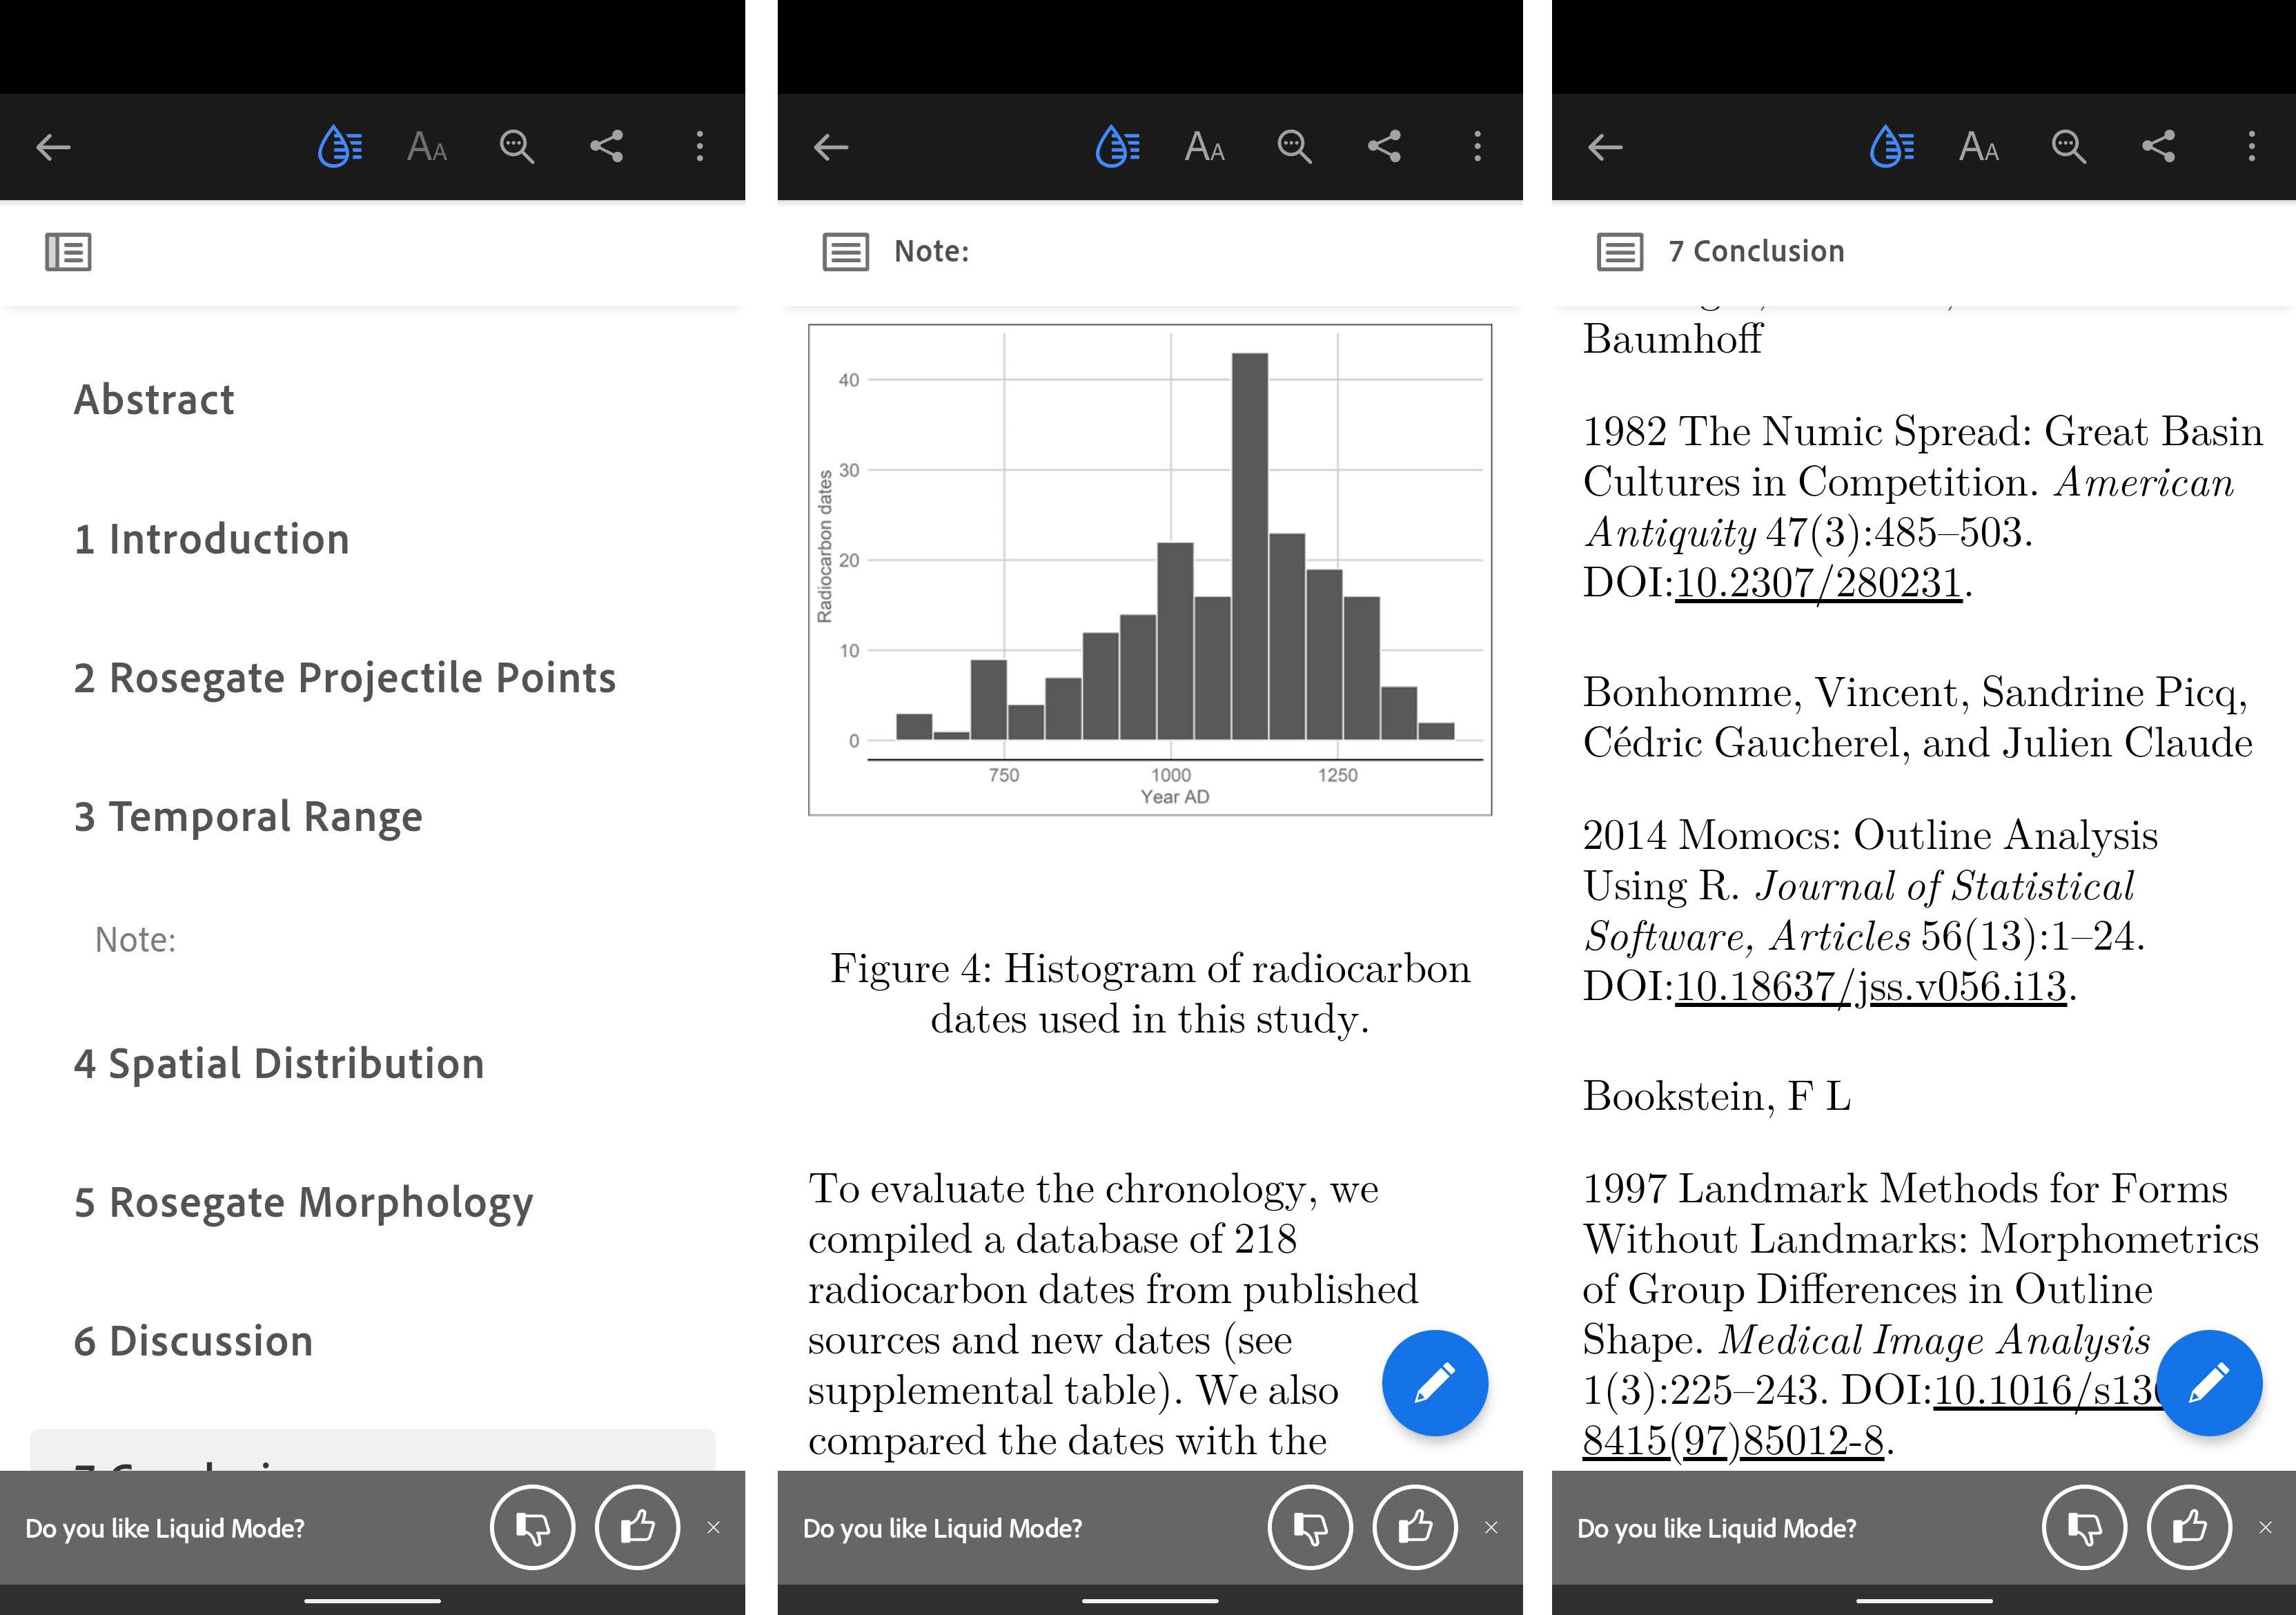 Abstract
1 Introduction
2 Rosegate Projectile Points
3 Temporal Range
Note:
4 Spatial Distribution
5 Rosegate Morphology
6 Discussion
Do you like Liquid Mode?
Note:
40
30
20
10
0
Radiocarbon dates
750 1000 1250
Year AD
Figure 4: Histogram of radiocarbon
dates used in this study.
To evaluate the chronology, we
compiled a database of 218
radiocarbon dates from published
sources and new dates (see
supplemental table). We also
compared the dates with the
Do you like Liquid Mode?
7 Conclusion
Baumhoff
1982 The Numic Spread: Great Basin
Cultures in Competition. American
Antiquity 47(3):485–503.
DOI:10.2307/280231.
Bonhomme, Vincent, Sandrine Picq,
Cédric Gaucherel, and Julien Claude
2014 Momocs: Outline Analysis
Using R. Journal of Statistical
Software, Articles 56(13):1–24.
DOI:10.18637/jss.v056.i13.
Bookstein, F L
1997 Landmark Methods for Forms
Without Landmarks: Morphometrics
of Group Differences in Outline
Shape. Medical Image Analysis
1(3):225–243. DOI:10.1016/s13
8415(97)85012-8.
Do you like Liquid Mode?